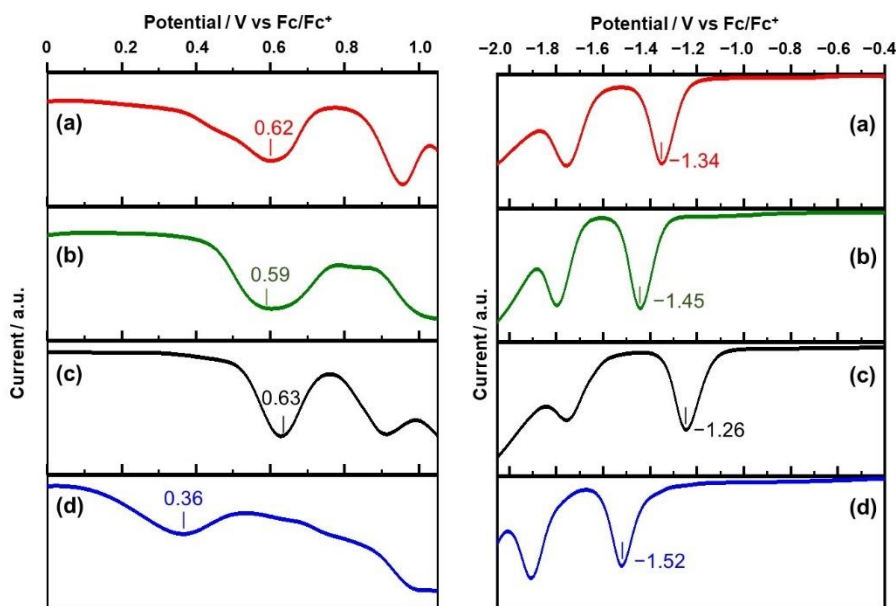 Potential / V vs Fc/Fc⁺
0 0.2 0.4 0.6 0.8 1.0
(a)
0.62
(b)
0.59
(c)
0.63
(d)
0.36
Current / a.u.
Potential / V vs Fc/Fc⁺
−2.0 −1.8 −1.6 −1.4 −1.2 −1.0 −0.8 −0.6 −0.4
(a)
−1.34
(b)
−1.45
(c)
−1.26
(d)
−1.52
Current / a.u.